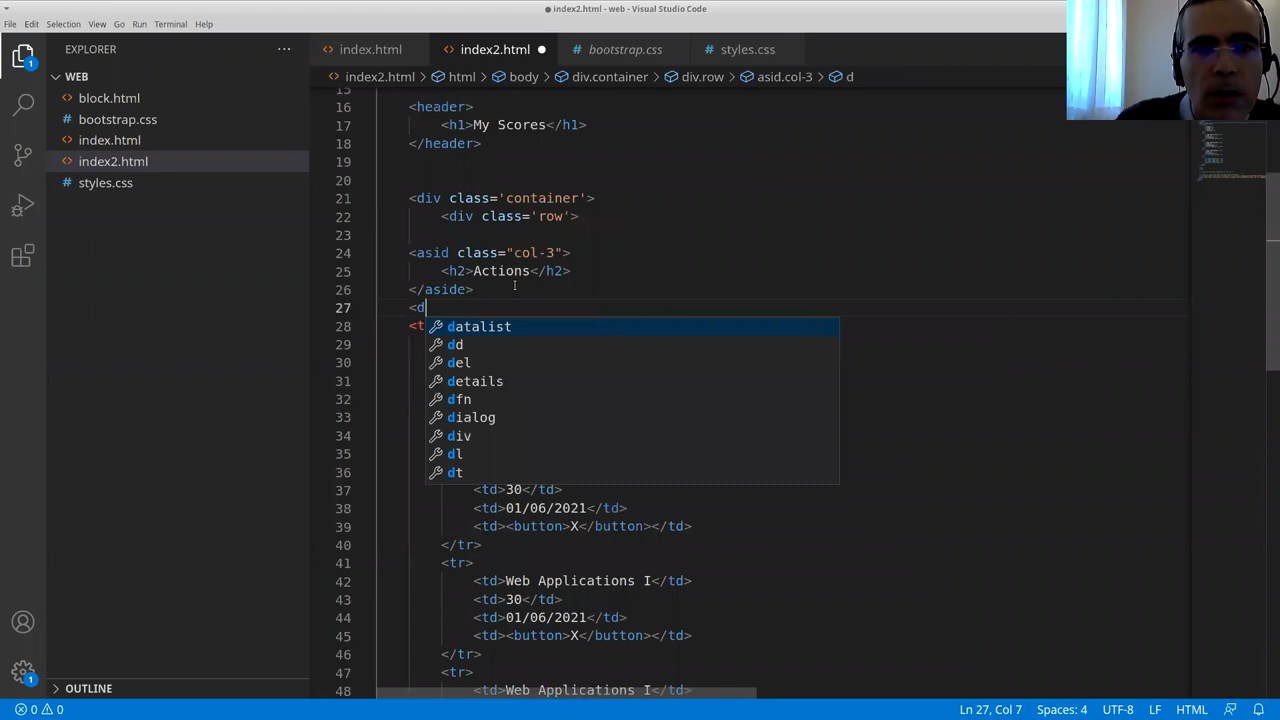 index2.html - web - Visual Studio Code
File Edit Selection View Go Run Terminal Help
EXPLORER
index.html
index2.html
bootstrap.css
styles.css
WEB
index2.html > html > body > div.container > div.row > asid.col-3 > d
block.html
bootstrap.css
index.html
index2.html
styles.css
15
16 <header>
17 <h1>My Scores</h1>
18 </header>
19
20
21 <div class='container'>
22 <div class='row'>
23
24 <asid class="col-3">
25 <h2>Actions</h2>
26 </aside>
27 <d
28 <t
datalist
29
dd
30
del
31
details
32
dfn
33
dialog
34
div
35
dl
36
dt
37 <td>30</td>
38 <td>01/06/2021</td>
39 <td><button>X</button></td>
40 </tr>
41 <tr>
42 <td>Web Applications I</td>
43 <td>30</td>
44 <td>01/06/2021</td>
45 <td><button>X</button></td>
46 </tr>
47 <tr>
48 <td>Web Applications I</td>
OUTLINE
1
1
0 0
Ln 27, Col 7 Spaces: 4 UTF-8 LF HTML